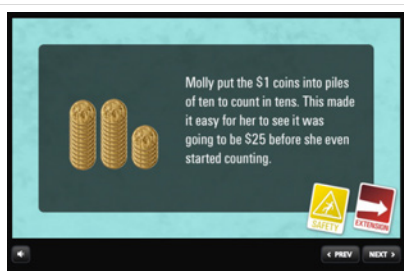 Molly put the $1 coins into piles
of ten to count in tens. This made
it easy for her to see it was
going to be $25 before she even
started counting.
SAFETY
EXTENSION
< PREV
NEXT >